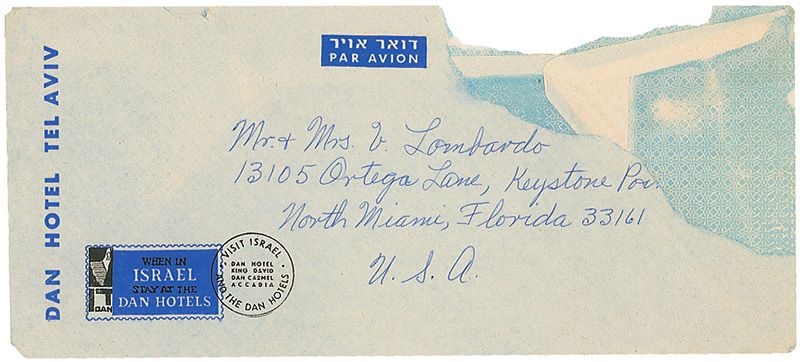 DAN HOTEL TEL AVIV
דואר אויר
PAR AVION
Mr. & Mrs. V. Lombardo
13105 Ortega Lane, Keystone Poi
North Miami, Florida 33161
U. S. A.
WHEN IN
ISRAEL
STAY AT THE
DAN HOTELS
DAN
· VISIT ISRAEL ·
AND THE DAN HOTELS
DAN HOTEL
KING DAVID
DAN CARMEL
ACCADIA